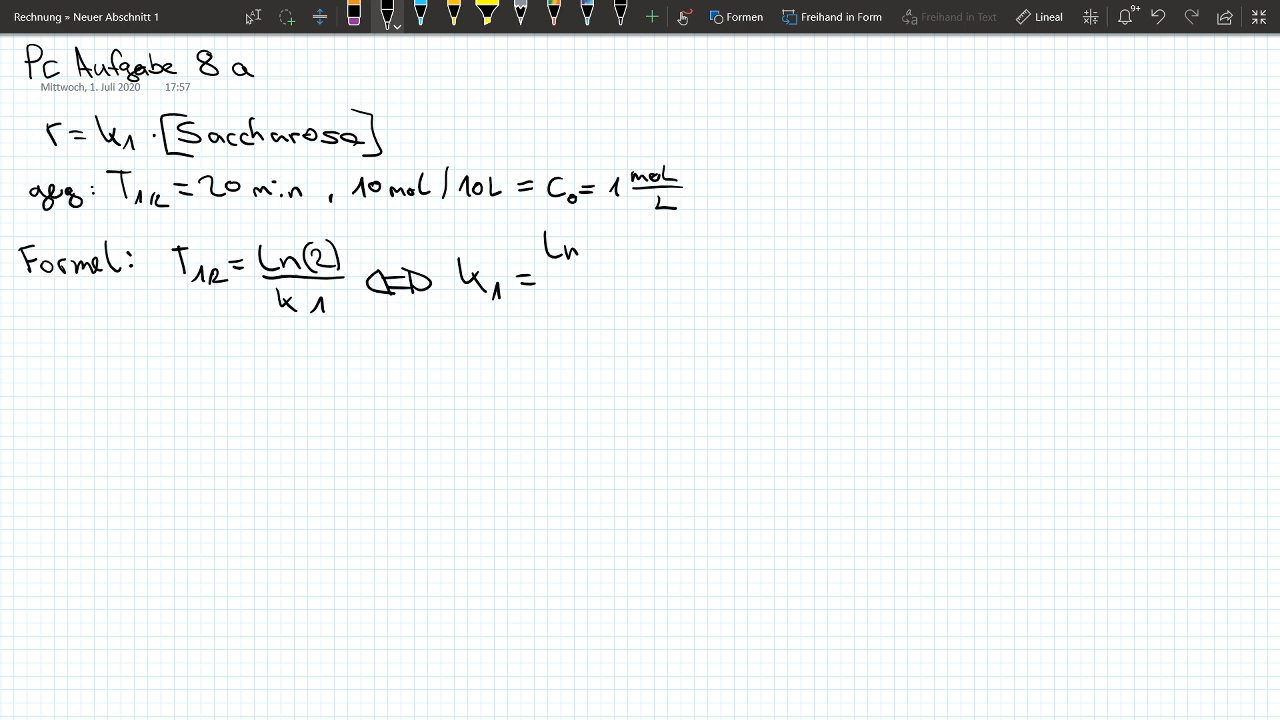 Rechnung » Neuer Abschnitt 1
Formen Freihand in Form Freihand in Text Lineal 9+
PC Aufgabe 8 a
Mittwoch, 1. Juli 2020 17:57
r = k1 · [Saccharose]
geg: T1/2 = 20 min, 10 mol / 10L = C0 = 1 mol/L
Formel: T1/2 = Ln(2)/k1 ⇔ k1 = Ln